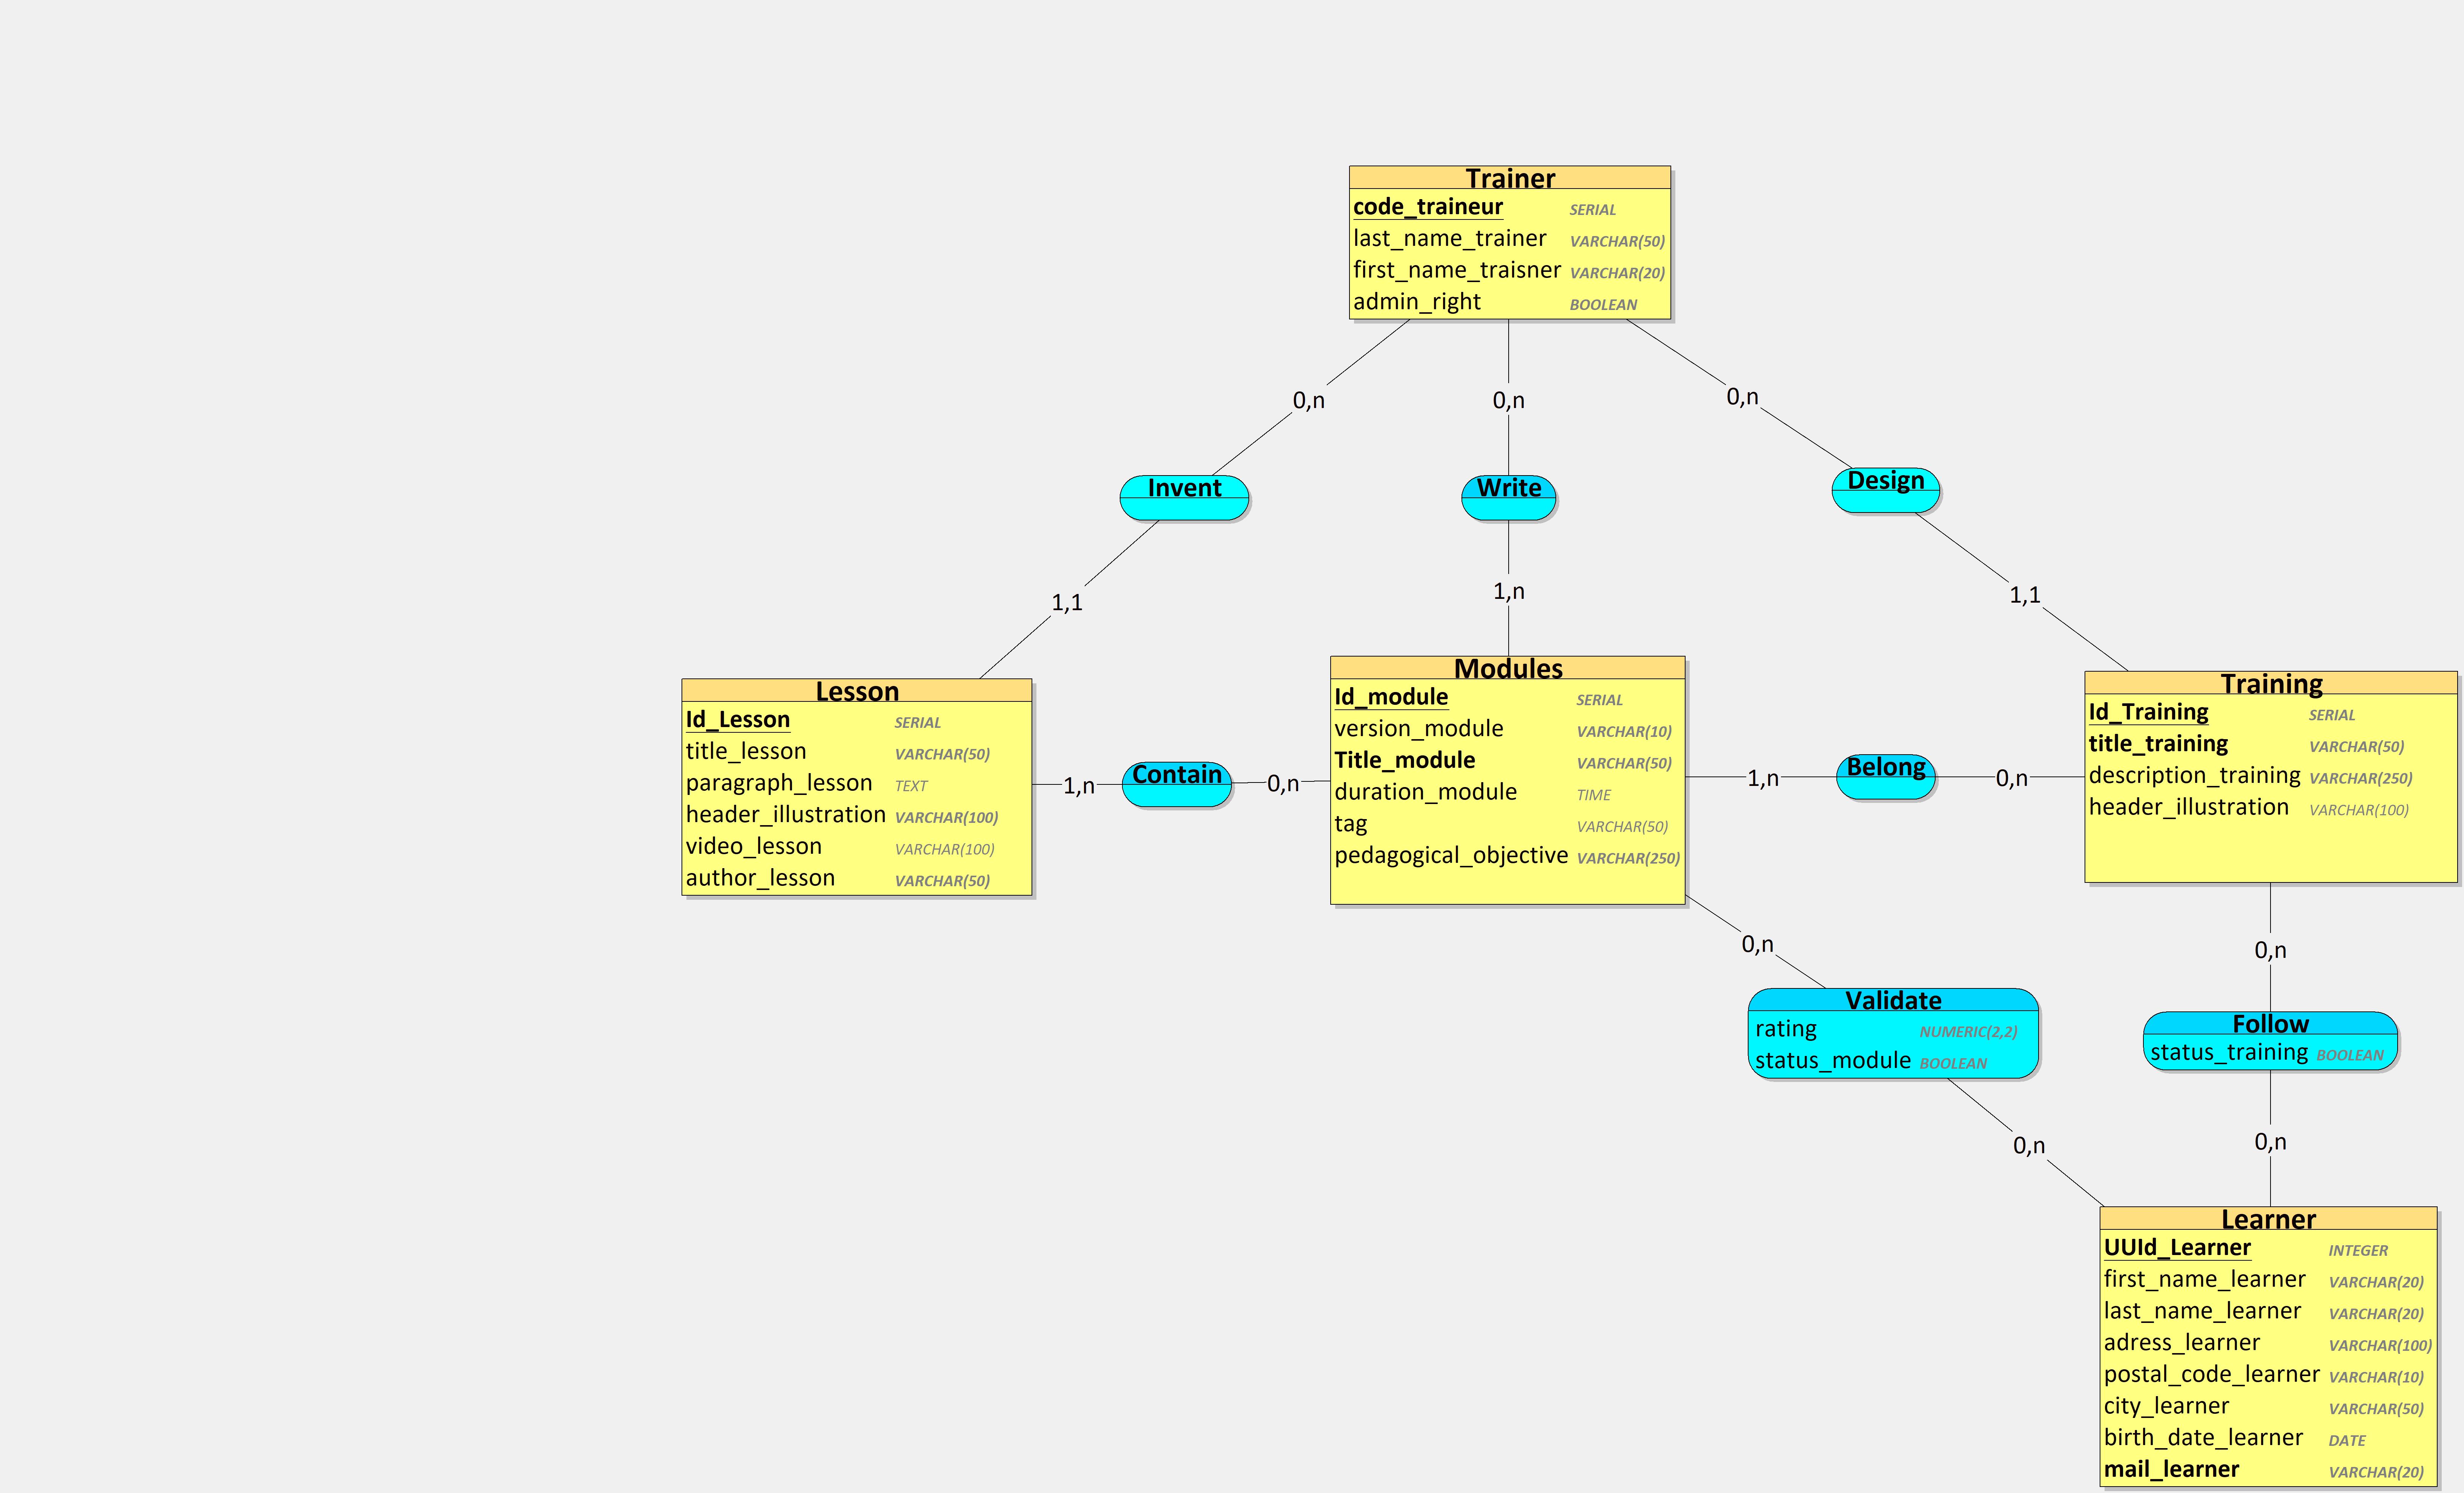 Trainer
code_traineur SERIAL
last_name_trainer VARCHAR(50)
first_name_traisner VARCHAR(20)
admin_right BOOLEAN
0,n
0,n
0,n
Invent
Write
Design
1,1
1,n
1,1
Lesson
Id_Lesson SERIAL
title_lesson VARCHAR(50)
paragraph_lesson TEXT
header_illustration VARCHAR(100)
video_lesson VARCHAR(100)
author_lesson VARCHAR(50)
1,n
Contain
0,n
Modules
Id_module SERIAL
version_module VARCHAR(10)
Title_module VARCHAR(50)
duration_module TIME
tag VARCHAR(50)
pedagogical_objective VARCHAR(250)
1,n
Belong
0,n
Training
Id_Training SERIAL
title_training VARCHAR(50)
description_training VARCHAR(250)
header_illustration VARCHAR(100)
0,n
0,n
Validate
rating NUMERIC(2,2)
status_module BOOLEAN
Follow
status_training BOOLEAN
0,n
0,n
Learner
UUId_Learner INTEGER
first_name_learner VARCHAR(20)
last_name_learner VARCHAR(20)
adress_learner VARCHAR(100)
postal_code_learner VARCHAR(10)
city_learner VARCHAR(50)
birth_date_learner DATE
mail_learner VARCHAR(20)